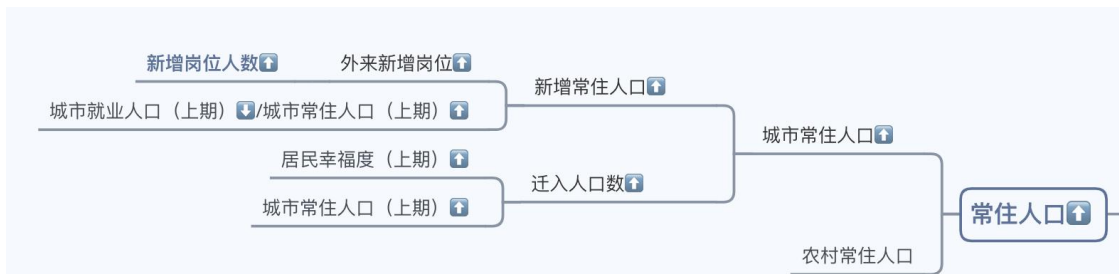 新增岗位人数⬆️ 外来新增岗位⬆️
新增常住人口⬆️
城市就业人口（上期）⬇️/城市常住人口（上期）⬆️
城市常住人口⬆️
居民幸福度（上期）⬆️
迁入人口数⬆️
城市常住人口（上期）⬆️
常住人口⬆️
农村常住人口